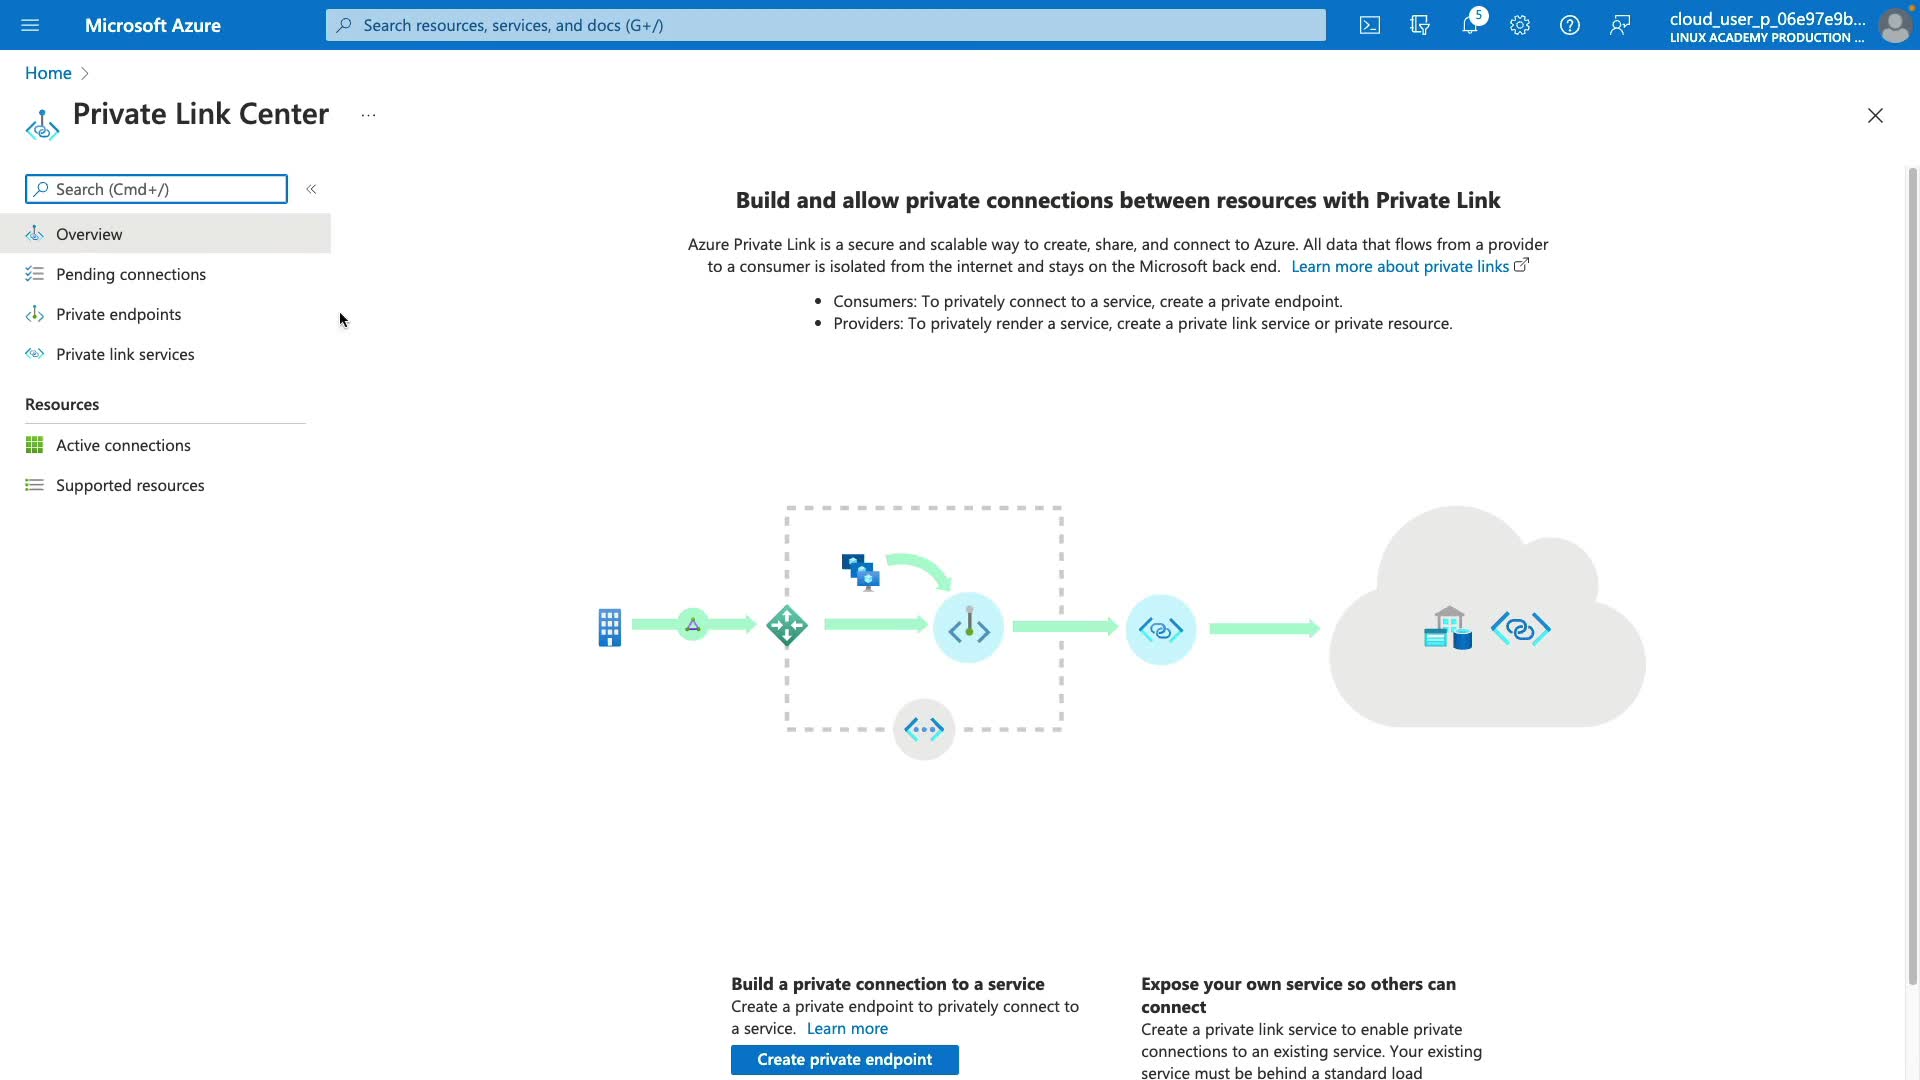 Microsoft Azure
Search resources, services, and docs (G+/)
5
cloud_user_p_06e97e9b...
LINUX ACADEMY PRODUCTION ...
Home
Private Link Center
...
Search (Cmd+/)
Overview
Pending connections
Private endpoints
Private link services
Resources
Active connections
Supported resources
Build and allow private connections between resources with Private Link
Azure Private Link is a secure and scalable way to create, share, and connect to Azure. All data that flows from a provider
to a consumer is isolated from the internet and stays on the Microsoft back end. Learn more about private links
• Consumers: To privately connect to a service, create a private endpoint.
• Providers: To privately render a service, create a private link service or private resource.
Build a private connection to a service
Create a private endpoint to privately connect to
a service. Learn more
Create private endpoint
Expose your own service so others can
connect
Create a private link service to enable private
connections to an existing service. Your existing
service must be behind a standard load